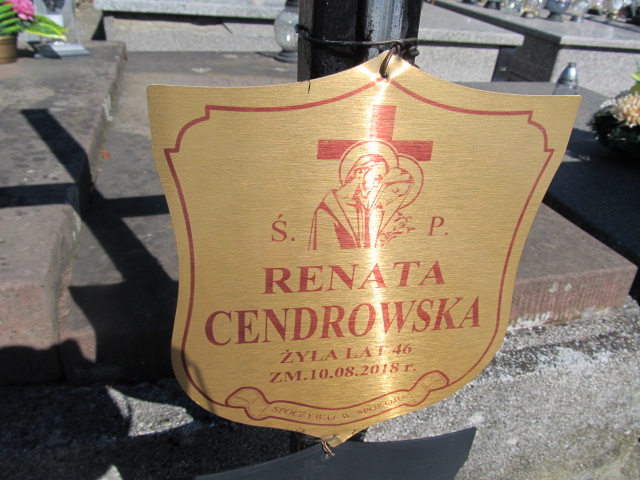 Ś. P.
RENATA
CENDROWSKA
ŻYŁA LAT 46
ZM.10.08.2018 r.
SPOCZYWAJ W SPOKOJU